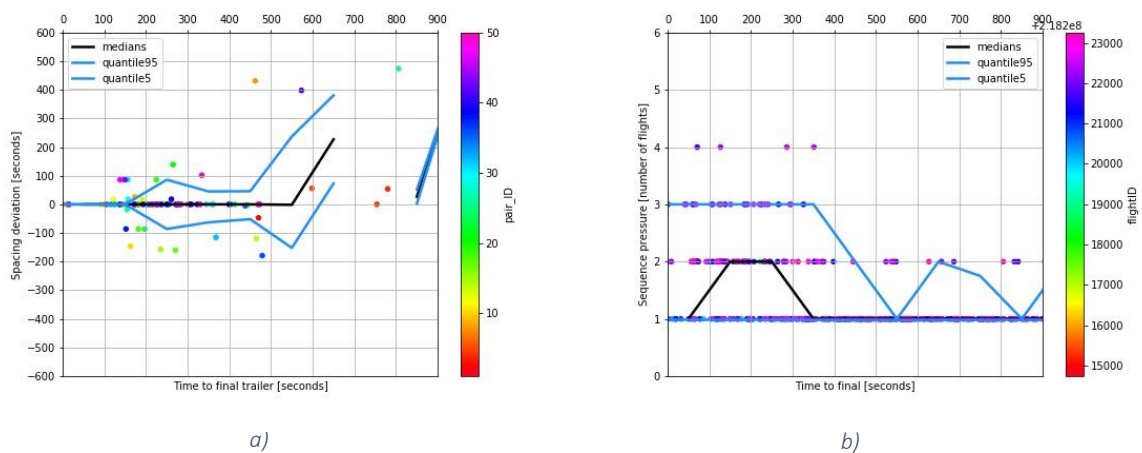 0 100 200 300 400 500 600 700 800 900
600
500
400
300
200
100
0
−100
−200
−300
−400
−500
−600
medians
quantile95
quantile5
Spacing deviation [seconds]
Time to final trailer [seconds]
50
40
30
20
10
pair_ID
a)
0 100 200 300 400 500 600 700 800 900
+2.182e8
6
5
4
3
2
1
0
medians
quantile95
quantile5
Sequence pressure [number of flights]
Time to final [seconds]
23000
22000
21000
20000
19000
18000
17000
16000
15000
flightID
b)